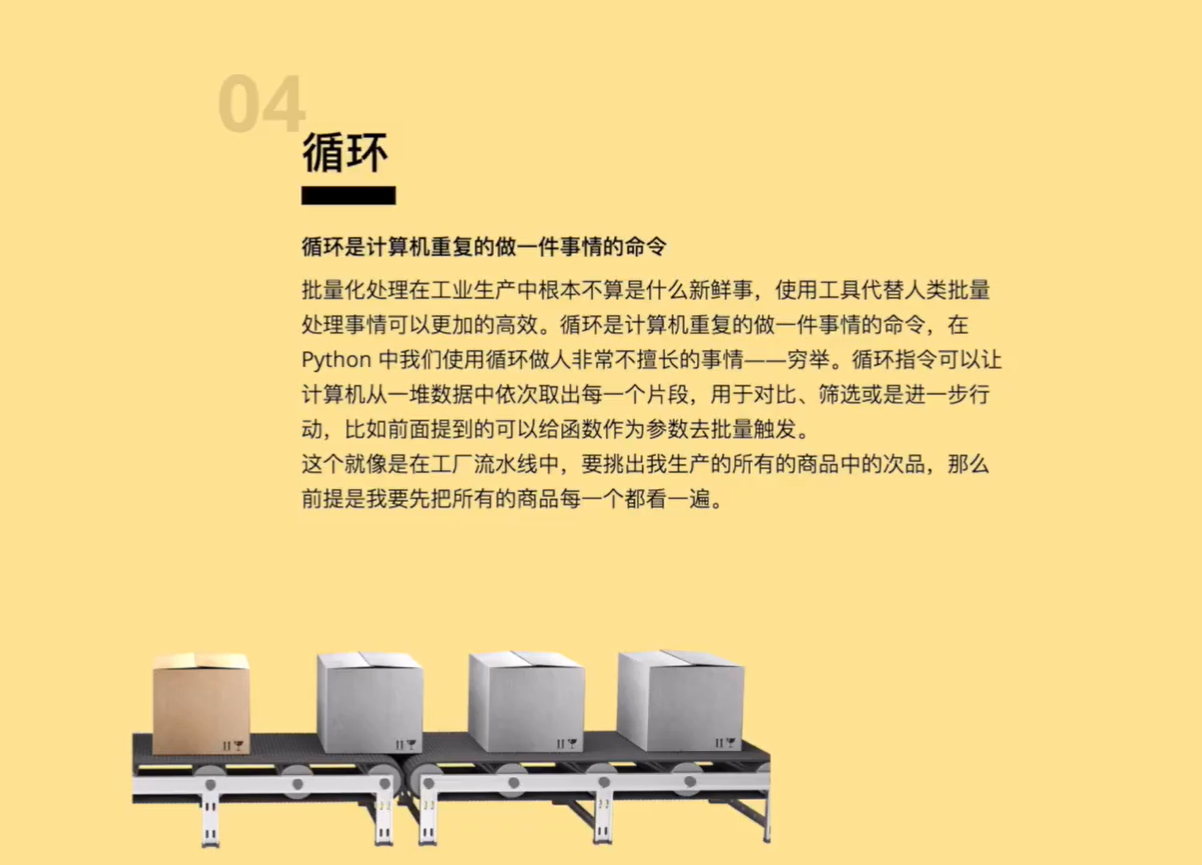 04
循环
循环是计算机重复的做一件事情的命令
批量化处理在工业生产中根本不算是什么新鲜事，使用工具代替人类批量
处理事情可以更加的高效。循环是计算机重复的做一件事情的命令，在
Python 中我们使用循环做人非常不擅长的事情——穷举。循环指令可以让
计算机从一堆数据中依次取出每一个片段，用于对比、筛选或是进一步行
动，比如前面提到的可以给函数作为参数去批量触发。
这个就像是在工厂流水线中，要挑出我生产的所有的商品中的次品，那么
前提是我要先把所有的商品每一个都看一遍。